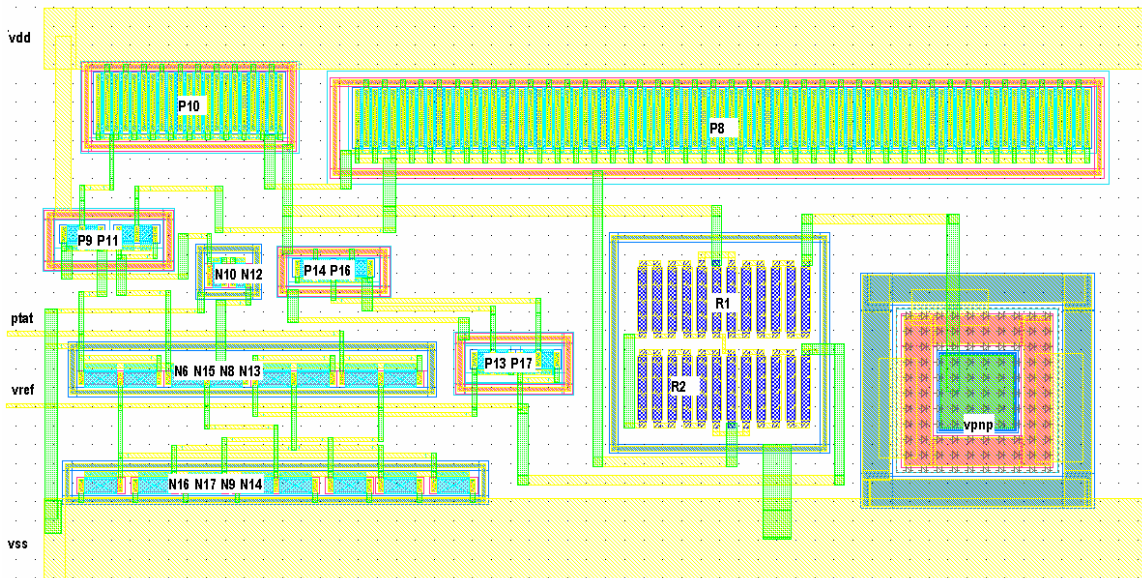 vdd
P10
P8
P9 P11
N10 N12
P14 P16
R1
ptat
P13 P17
N6 N15 N8 N13
vref
R2
vpnp
N16 N17 N9 N14
vss